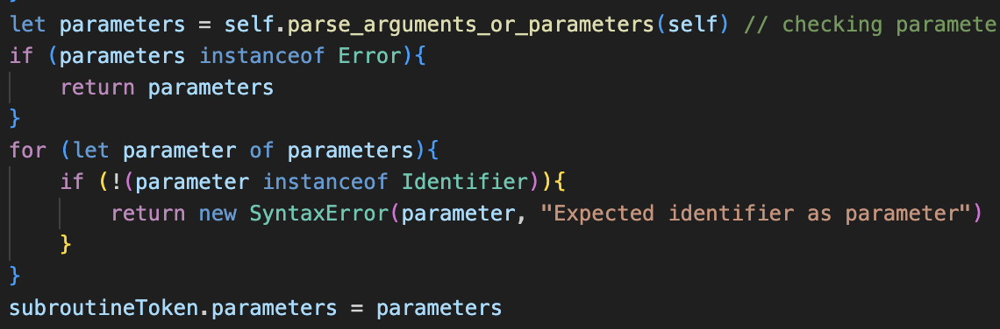 let parameters = self.parse_arguments_or_parameters(self) // checking paramete
if (parameters instanceof Error){
    return parameters
}
for (let parameter of parameters){
    if (!(parameter instanceof Identifier)){
        return new SyntaxError(parameter, "Expected identifier as parameter")
    }
}
subroutineToken.parameters = parameters